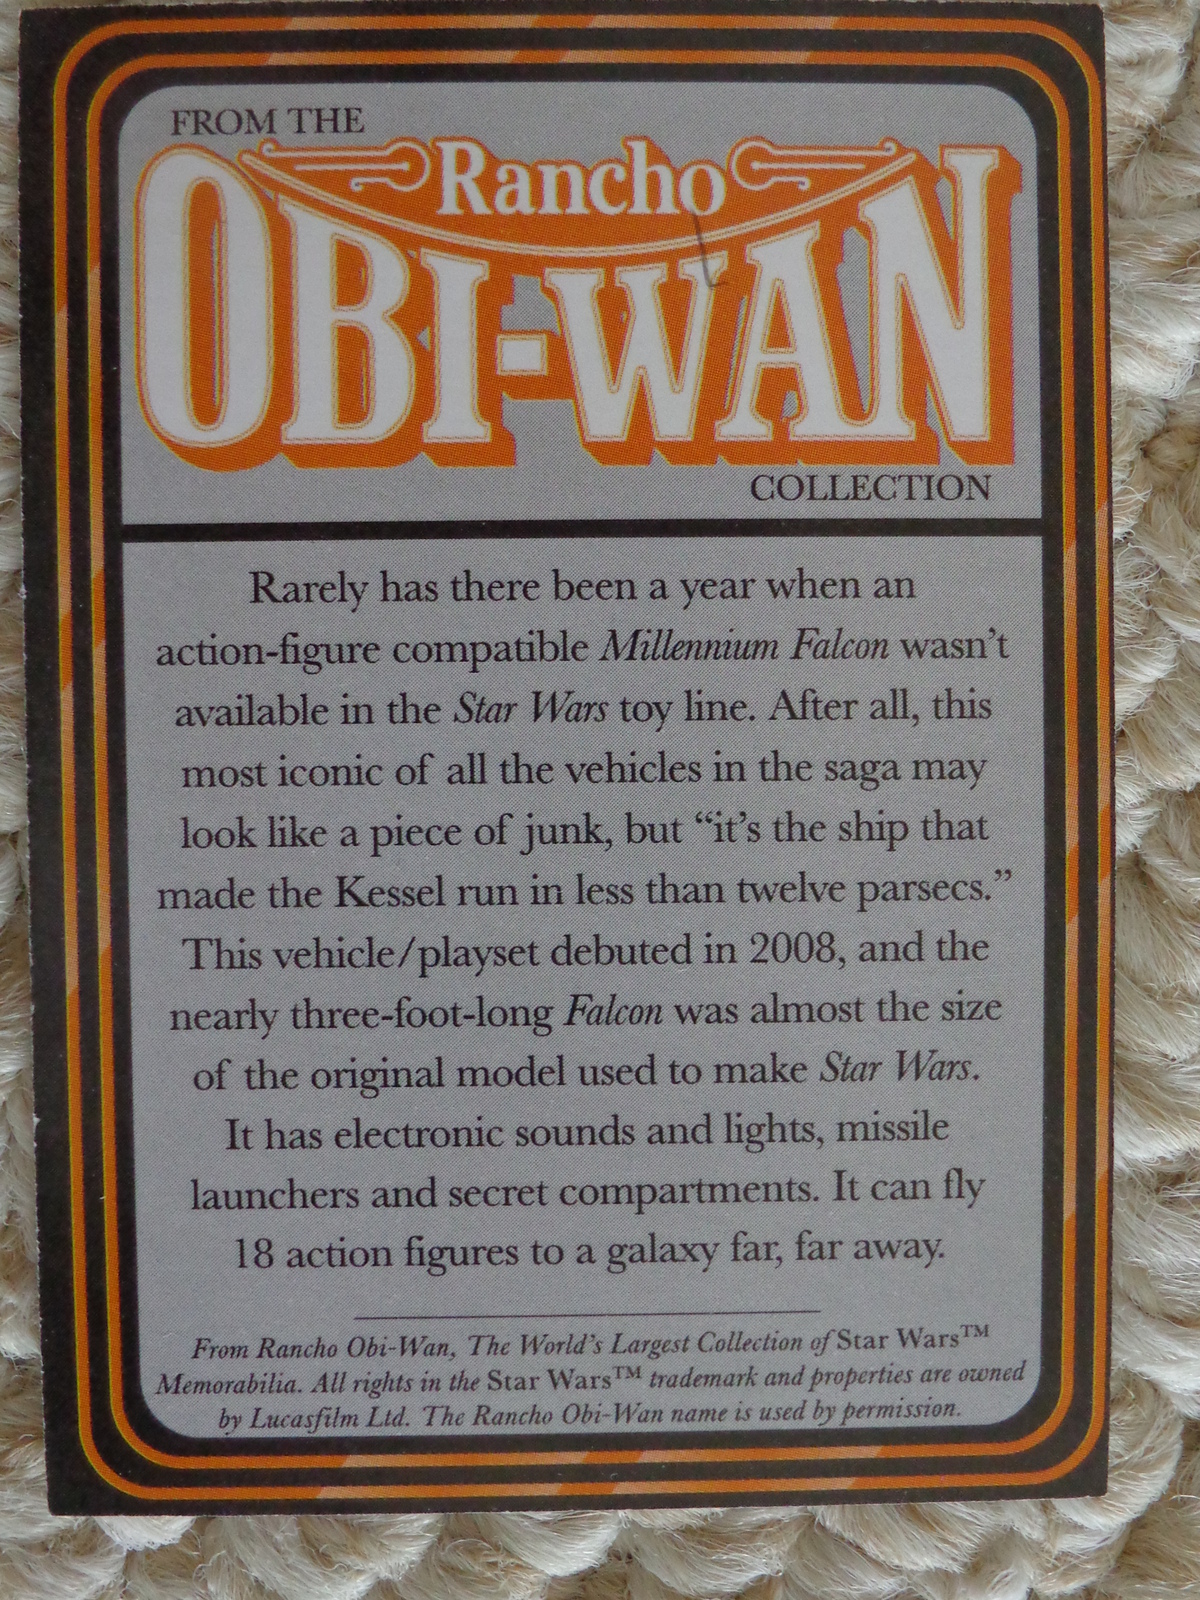 FROM THE
Rancho
OBI-WAN
COLLECTION
Rarely has there been a year when an
action-figure compatible Millennium Falcon wasn't
available in the Star Wars toy line. After all, this
most iconic of all the vehicles in the saga may
look like a piece of junk, but “it's the ship that
made the Kessel run in less than twelve parsecs.”
This vehicle/playset debuted in 2008, and the
nearly three-foot-long Falcon was almost the size
of the original model used to make Star Wars.
It has electronic sounds and lights, missile
launchers and secret compartments. It can fly
18 action figures to a galaxy far, far away.
From Rancho Obi-Wan, The World's Largest Collection of Star Wars™
Memorabilia. All rights in the Star Wars™ trademark and properties are owned
by Lucasfilm Ltd. The Rancho Obi-Wan name is used by permission.